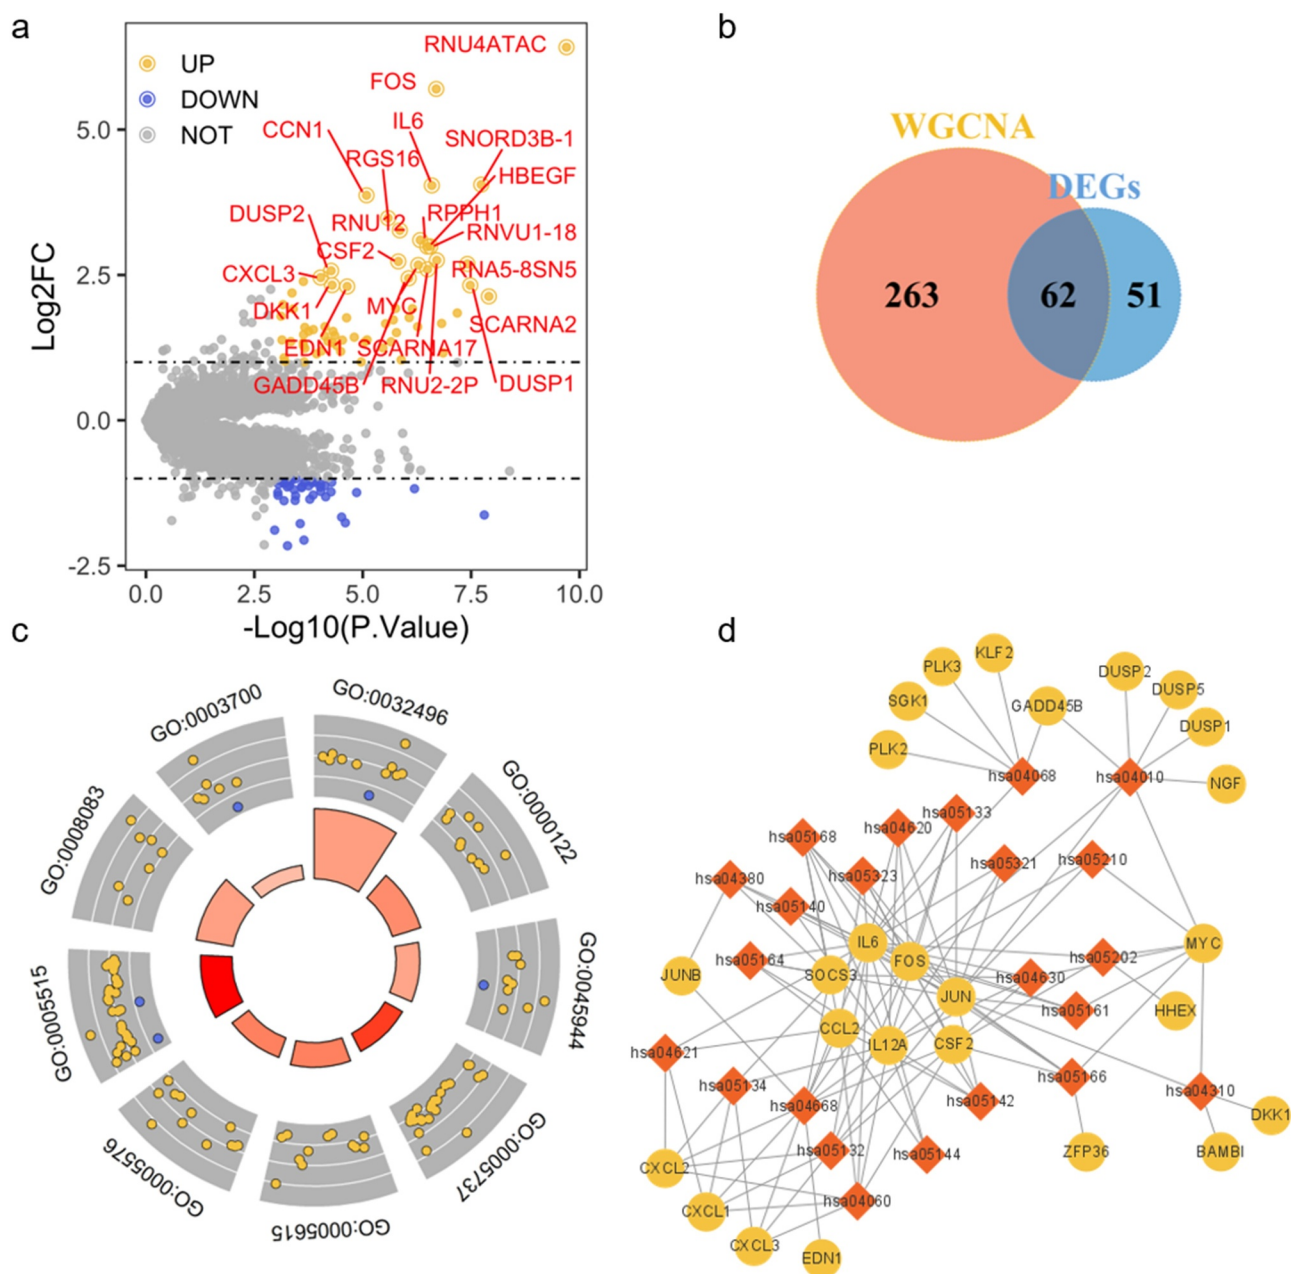 a
UP
DOWN
NOT
RNU4ATAC
FOS
CCN1
IL6
SNORD3B-1
RGS16
HBEGF
DUSP2
RNU12
RPPH1
RNVU1-18
CSF2
CXCL3
RNA5-8SN5
DKK1
MYC
SCARNA2
EDN1
SCARNA17
GADD45B
RNU2-2P
DUSP1
5.0
2.5
0.0
-2.5
Log2FC
0.0
2.5
5.0
7.5
10.0
-Log10(P.Value)
b
WGCNA
DEGs
263
62
51
c
GO:0003700
GO:0032496
GO:0000122
GO:0045944
GO:0005737
GO:0005615
GO:0005576
GO:0005515
GO:0008083
d
KLF2
PLK3
DUSP2
DUSP5
SGK1
GADD45B
DUSP1
PLK2
hsa04068
hsa04010
NGF
hsa05133
hsa04620
hsa05168
hsa05321
hsa05210
hsa05323
hsa04380
hsa05140
IL6
MYC
FOS
hsa05202
hsa05164
JUNB
SOCS3
hsa04630
JUN
hsa05161
HHEX
CCL2
IL12A
CSF2
hsa04621
hsa05166
hsa05134
hsa04310
hsa04668
hsa05142
DKK1
hsa05132
hsa05144
ZFP36
BAMBI
CXCL2
hsa04060
CXCL1
CXCL3
EDN1